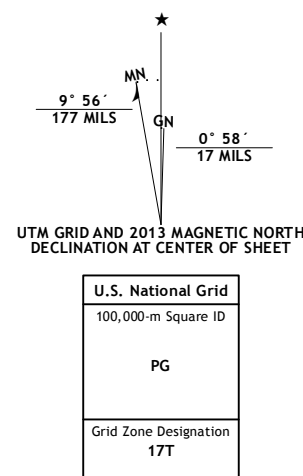 MN
9° 56´
177 MILS
GN
0° 58´
17 MILS
UTM GRID AND 2013 MAGNETIC NORTH
DECLINATION AT CENTER OF SHEET
U.S. National Grid
100,000-m Square ID
PG
Grid Zone Designation
17T